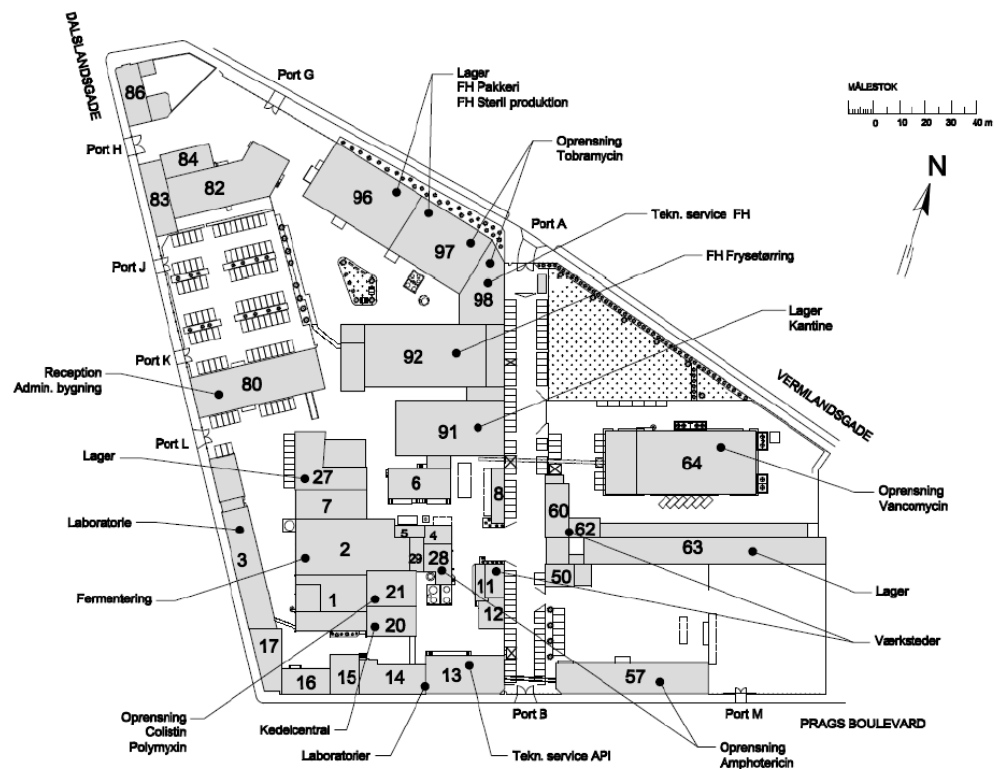 DALSLANDSGADE
Port G
Lager
FH Pakkeri
FH Steril produktion
86
MÅLESTOK
0 10 20 30 40 m
Port H
84
82
83
Oprensning
Tobramycin
N
96
97
98
Port A
Tekn. service FH
FH Frysetørring
Port J
Lager
Kantine
92
Port K
Reception
Admin. bygning
80
VERMLANDSGADE
91
Port L
Lager
27
6
8
64
Oprensning
Vancomycin
7
60
62
Laboratorie
3
2
5
4
29
28
63
Fermentering
1
21
11
50
Lager
12
20
Værksteder
17
16
15
14
13
57
Oprensning
Colistin
Polymyxin
Kedelcentral
Laboratorier
Tekn. service API
Port B
Port M
PRAGS BOULEVARD
Oprensning
Amphotericin